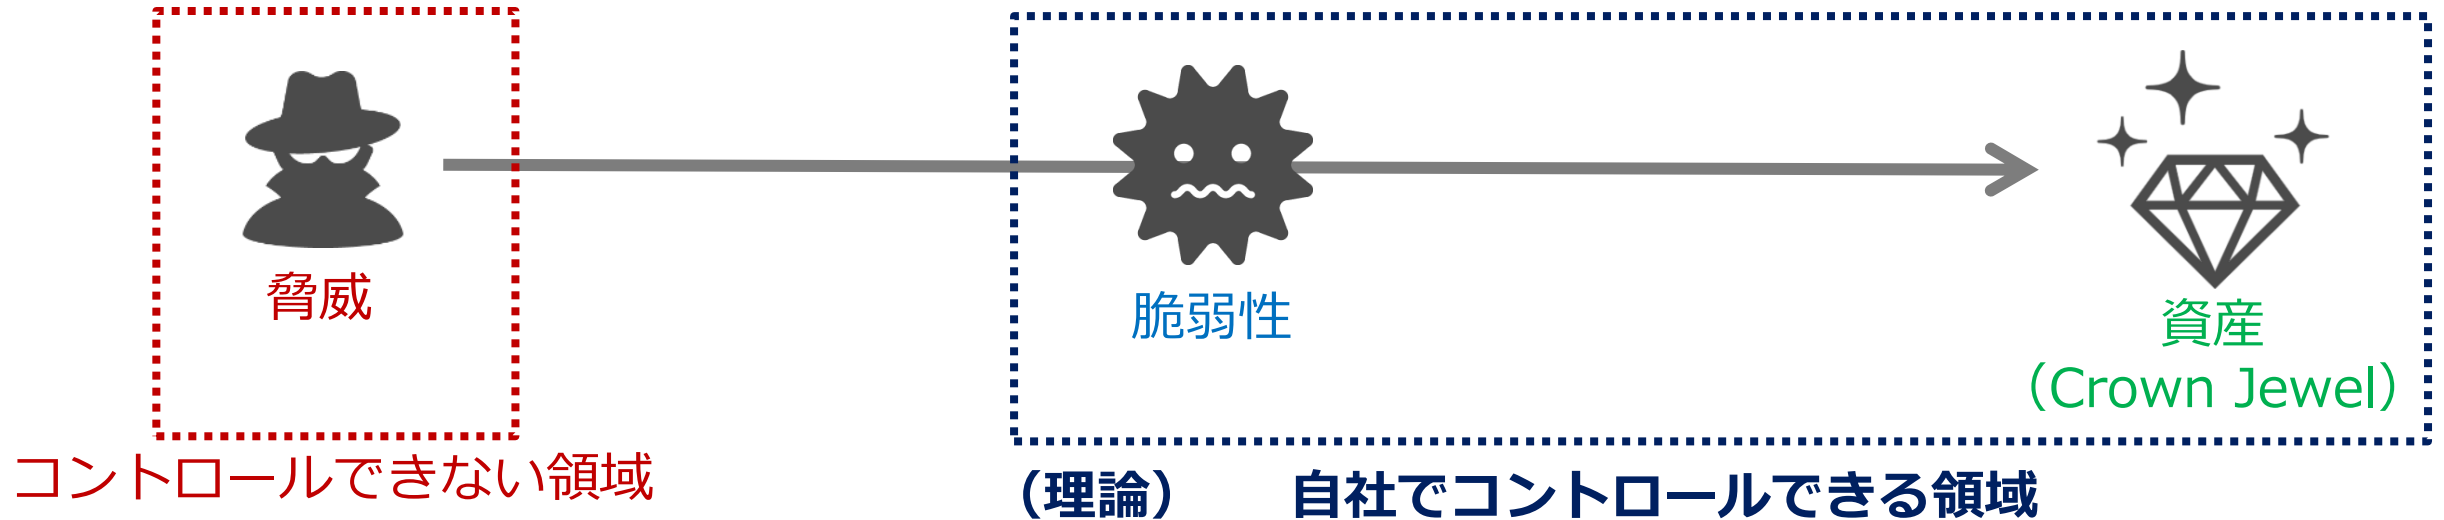 脅威
脆弱性
資産
（Crown Jewel）
コントロールできない領域
（理論）　　自社でコントロールできる領域